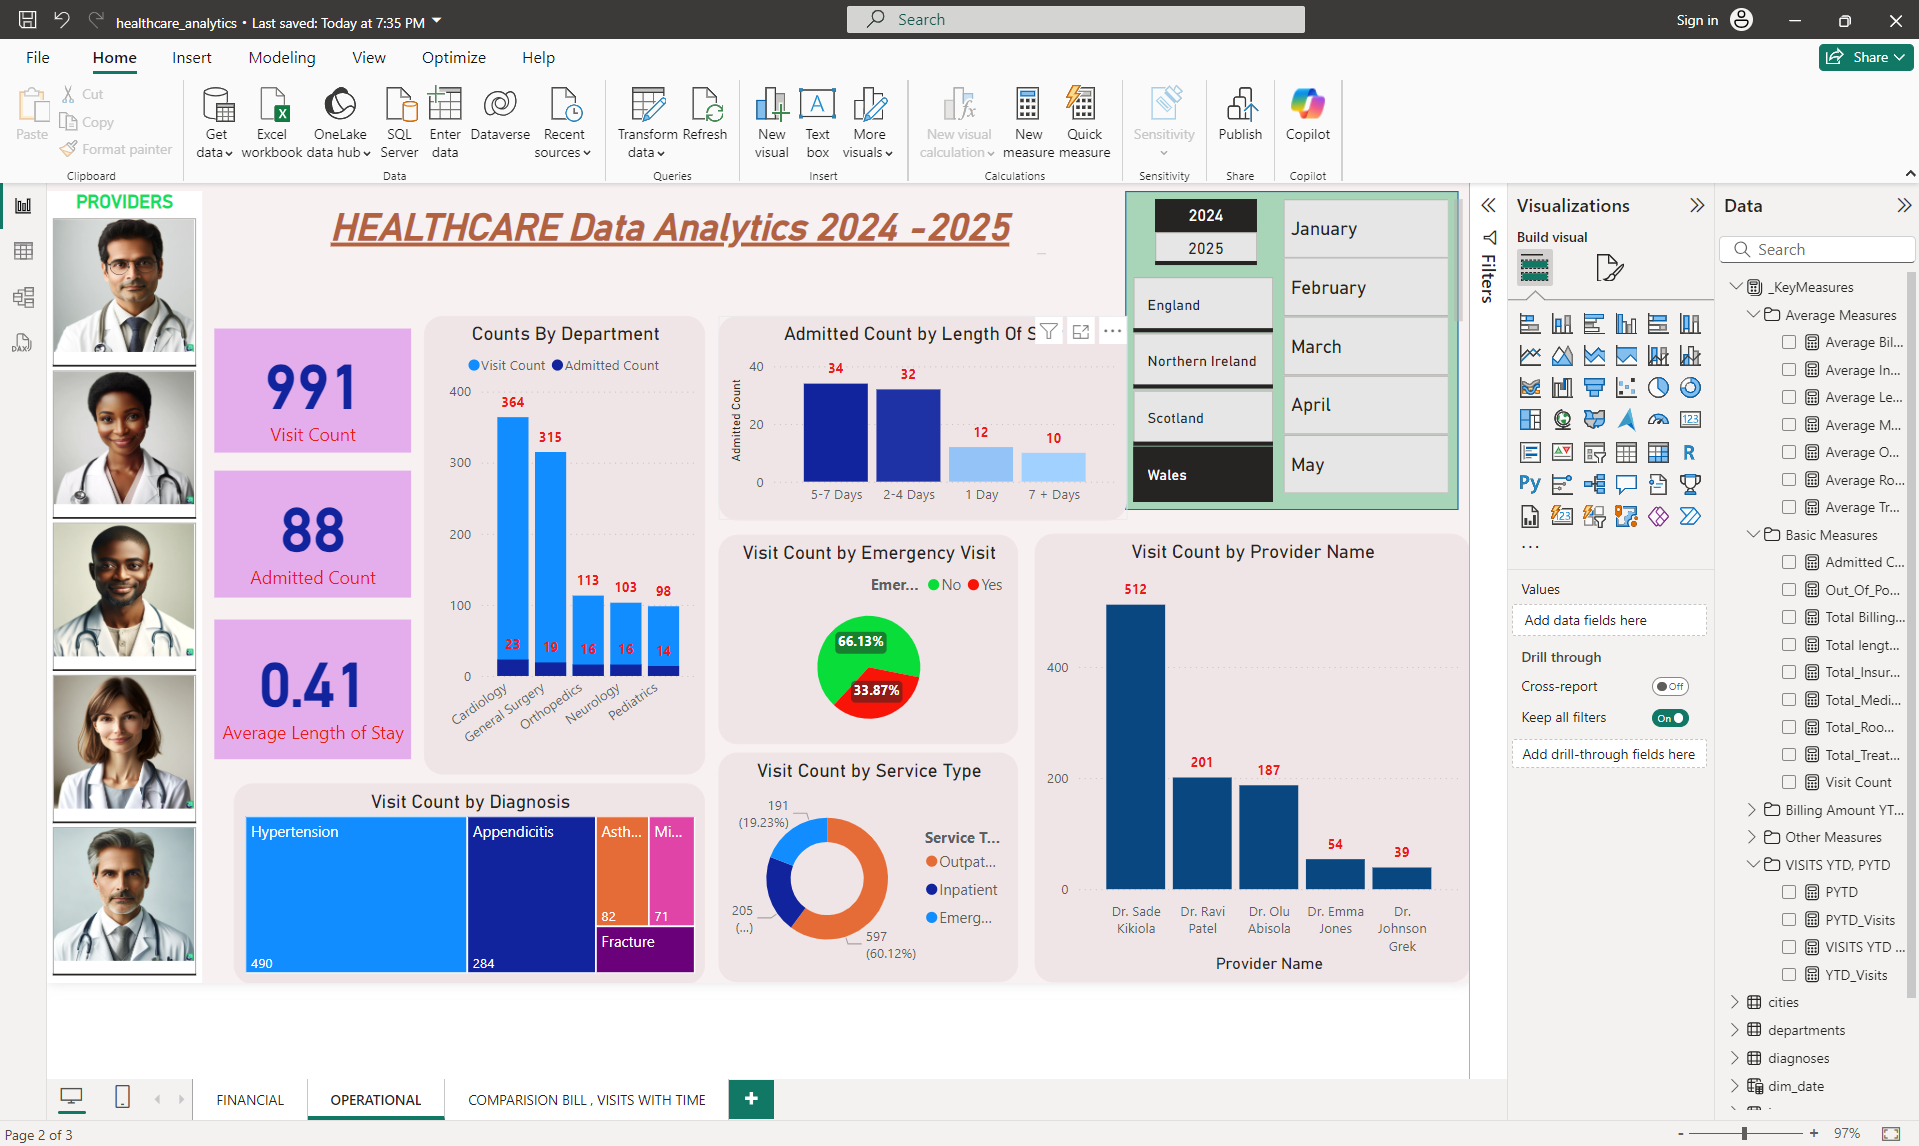 healthcare_analytics • Last saved: Today at 7:35 PM
Search
Sign in
File
Home
Insert
Modeling
View
Optimize
Help
Share
Paste
Cut
Copy
Format painter
Clipboard
Get data
Excel workbook
OneLake data hub
SQL Server
Enter data
Dataverse
Recent sources
Data
Transform data
Refresh
Queries
New visual
Text box
More visuals
Insert
New visual calculation
New measure
Quick measure
Calculations
Sensitivity
Sensitivity
Publish
Share
Copilot
Copilot
PROVIDERS
HEALTHCARE Data Analytics 2024 -2025
2024
2025
England
Northern Ireland
Scotland
Wales
January
February
March
April
May
991
Visit Count
88
Admitted Count
0.41
Average Length of Stay
Counts By Department
Visit Count
Admitted Count
400
300
200
100
0
364
315
113
103
98
23
19
16
16
14
Cardiology
General Surgery
Orthopedics
Neurology
Pediatrics
Admitted Count by Length Of S
Admitted Count
40
20
0
34
32
12
10
5-7 Days
2-4 Days
1 Day
7 + Days
Visit Count by Emergency Visit
Emer...
No
Yes
66.13%
33.87%
Visit Count by Provider Name
400
200
0
512
201
187
54
39
Dr. Sade Kikiola
Dr. Ravi Patel
Dr. Olu Abisola
Dr. Emma Jones
Dr. Johnson Grek
Provider Name
Visit Count by Diagnosis
Hypertension
490
Appendicitis
284
Asth...
82
Mi...
71
Fracture
Visit Count by Service Type
191
(19.23%)
205
(...)
597
(60.12%)
Service T...
Outpat...
Inpatient
Emerg...
Filters
Visualizations
Build visual
123
R
Py
123
...
Values
Add data fields here
Drill through
Cross-report
Off
Keep all filters
On
Add drill-through fields here
Data
Search
_KeyMeasures
Average Measures
Average Bil...
Average In...
Average Le...
Average M...
Average O...
Average Ro...
Average Tr...
Basic Measures
Admitted C...
Out_Of_Po...
Total Billing...
Total lengt...
Total_Insur...
Total_Medi...
Total_Roo...
Total_Treat...
Visit Count
Billing Amount YT...
Other Measures
VISITS YTD, PYTD
PYTD
PYTD_Visits
VISITS YTD ...
YTD_Visits
cities
departments
diagnoses
dim_date
DAX
FINANCIAL
OPERATIONAL
COMPARISION BILL , VISITS WITH TIME
+
Page 2 of 3
- + 97%